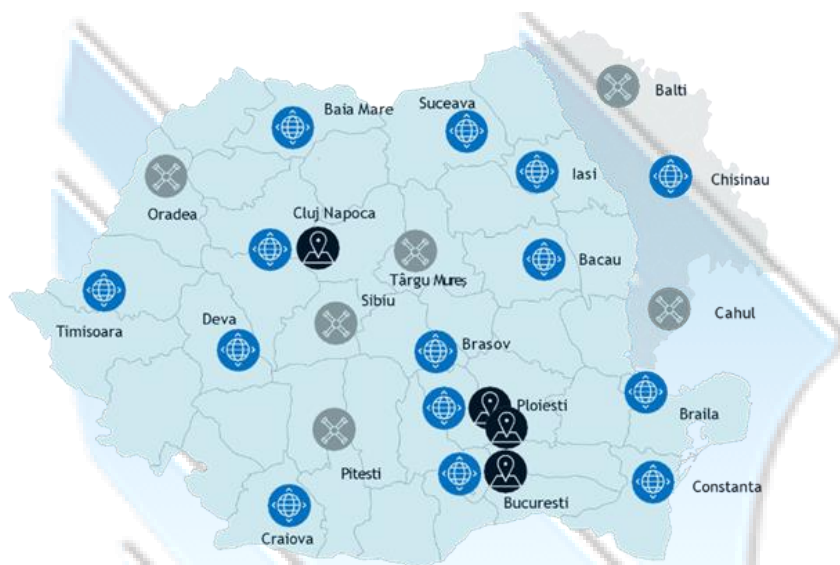 Baia Mare
Suceava
Balti
Iasi
Chisinau
Oradea
Cluj Napoca
Bacau
Târgu Mureș
Sibiu
Timisoara
Deva
Cahul
Brasov
Ploiesti
Braila
Pitesti
Constanta
Bucuresti
Craiova